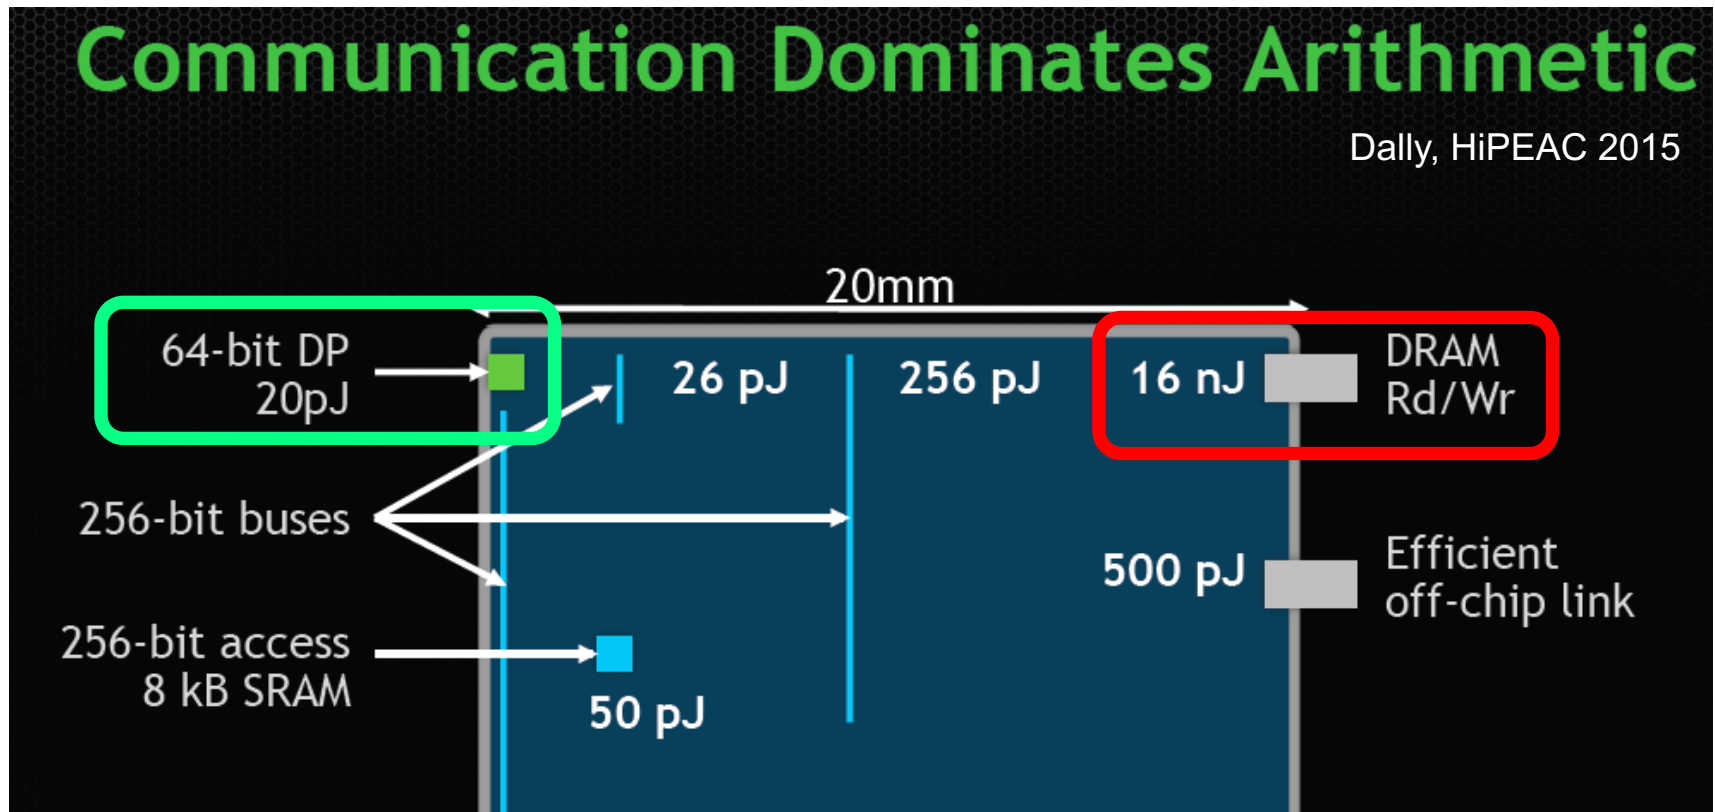 Communication Dominates Arithmetic
Dally, HiPEAC 2015
20mm
64-bit DP
20pJ
26 pJ
256 pJ
16 nJ
DRAM
Rd/Wr
256-bit buses
500 pJ
Efficient
off-chip link
256-bit access
8 kB SRAM
50 pJ